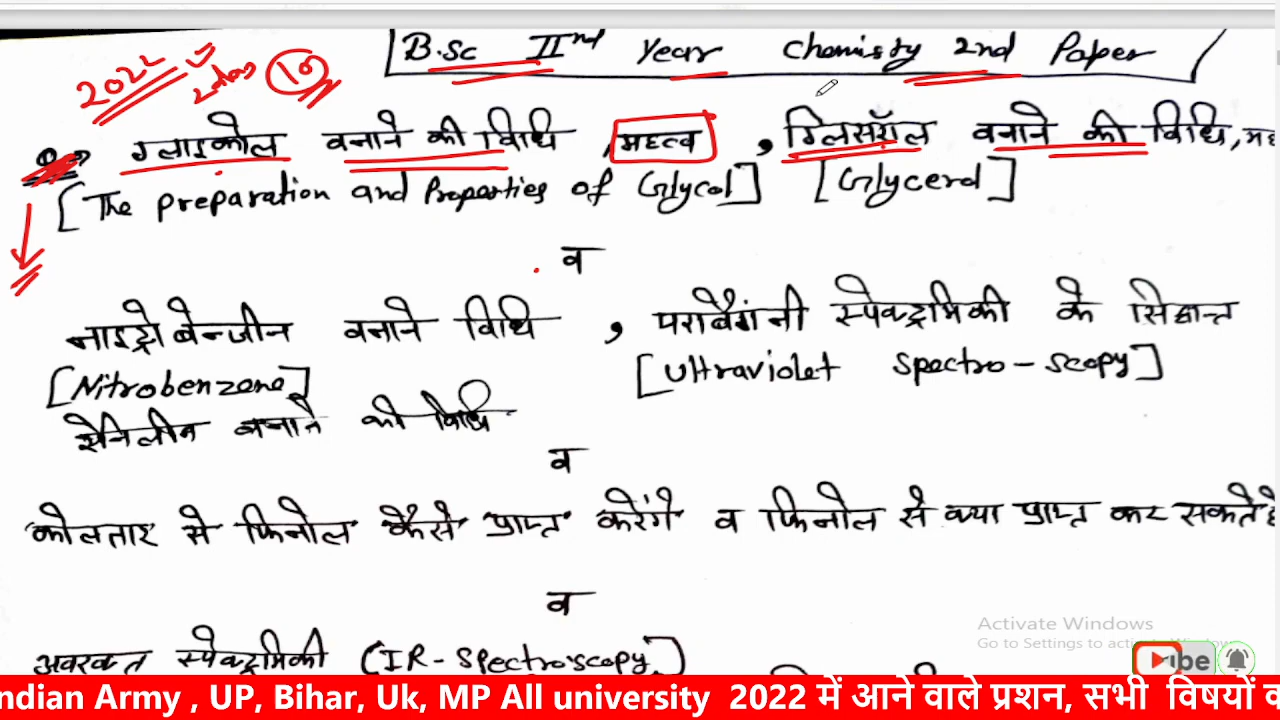 B.Sc IInd Year Chemistry 2nd Paper
2022
ग्लाइकोल बनाने की विधि, महत्व, ग्लिसरॉल बनाने की विधि,
[The preparation and Properties of Glycol] [Glycerol]
व
नाइट्रोबेन्जीन बनाने विधि, पराबैंगनी स्पेक्ट्रमिकी के सिद्धान्त
[Nitrobenzene] [Ultraviolet Spectro-scopy]
ऐनिलीन बनाने की विधि
व
कोलतार से फिनोल कैसे प्राप्त करेंगे व फिनोल से क्या प्राप्त कर सकते है
व
अवरक्त स्पेक्ट्रमिकी (IR-Spectroscopy)
Activate Windows
Go to Settings to activate Windows.
ndian Army , UP, Bihar, Uk, MP All university 2022 में आने वाले प्रशन, सभी विषयों